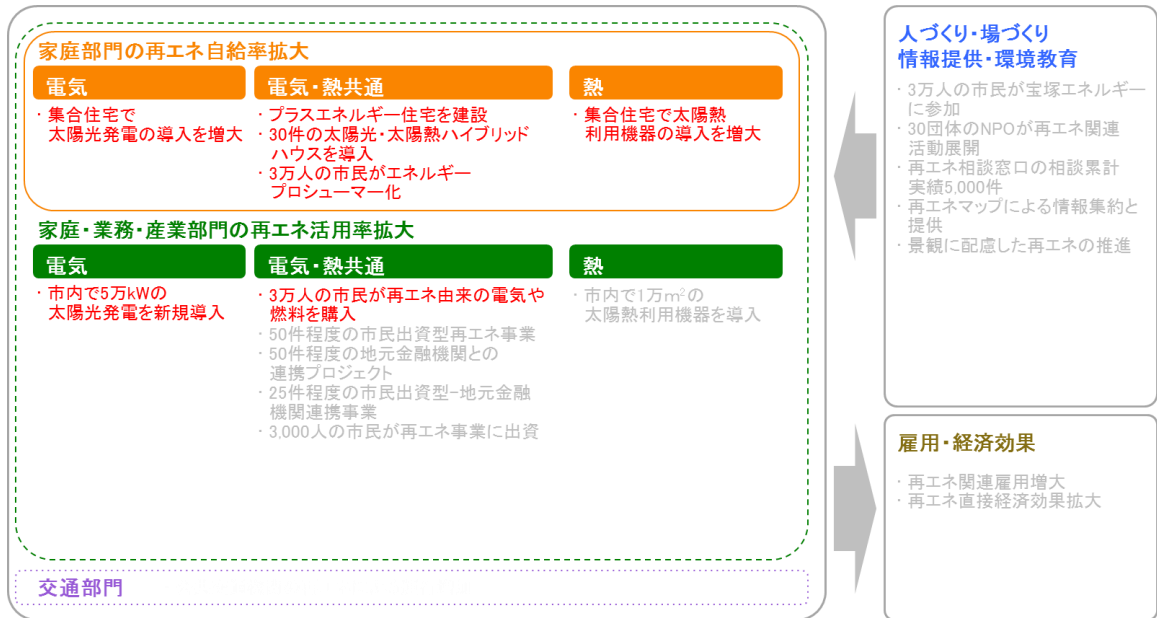 家庭部門の再エネ自給率拡大
電気
・集合住宅で
太陽光発電の導入を増大
電気・熱共通
・プラスエネルギー住宅を建設
・30件の太陽光・太陽熱ハイブリッド
ハウスを導入
・3万人の市民がエネルギー
プロシューマー化
熱
・集合住宅で太陽熱
利用機器の導入を増大
家庭・業務・産業部門の再エネ活用率拡大
電気
・市内で5万kWの
太陽光発電を新規導入
電気・熱共通
・3万人の市民が再エネ由来の電気や
燃料を購入
・50件程度の市民出資型再エネ事業
・50件程度の地元金融機関との
連携プロジェクト
・25件程度の市民出資型-地元金融
機関連携事業
・3,000人の市民が再エネ事業に出資
熱
・市内で1万m²の
太陽熱利用機器を導入
交通部門
人づくり・場づくり
情報提供・環境教育
・3万人の市民が宝塚エネルギー
に参加
・30団体のNPOが再エネ関連
活動展開
・再エネ相談窓口の相談累計
実績5,000件
・再エネマップによる情報集約と
提供
・景観に配慮した再エネの推進
雇用・経済効果
・再エネ関連雇用増大
・再エネ直接経済効果拡大